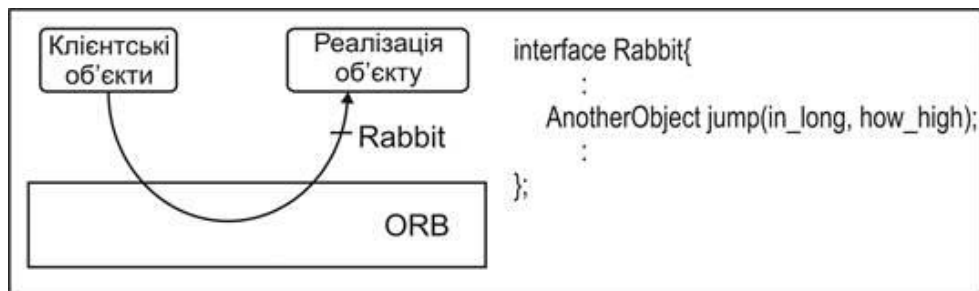 Клієнтські
об’єкти
Реалізація
об’єкту
Rabbit
ORB
interface Rabbit{
:
AnotherObject jump(in_long, how_high);
:
};